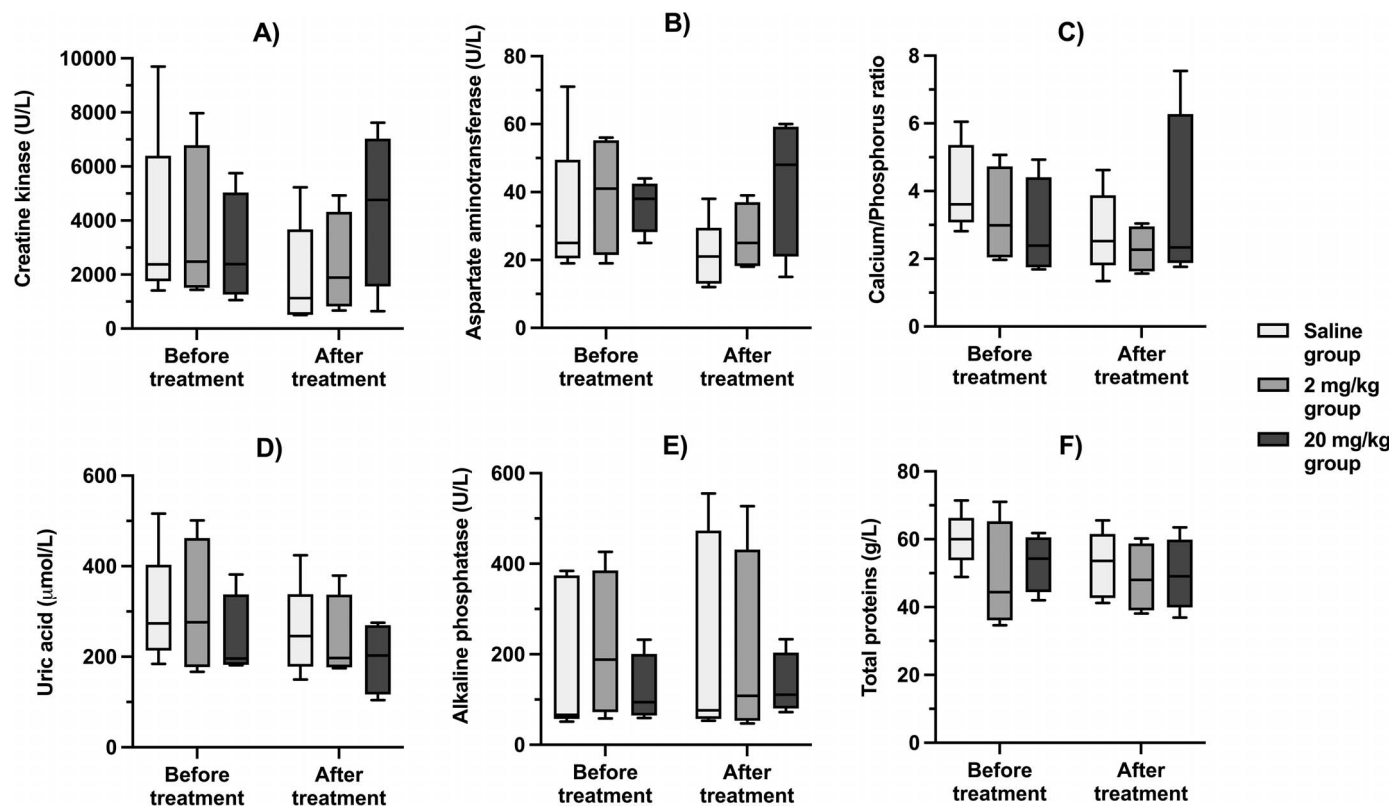 A)
Creatine kinase (U/L)
10000
8000
6000
4000
2000
0
Before
treatment
After
treatment
B)
Aspartate aminotransferase (U/L)
80
60
40
20
0
Before
treatment
After
treatment
C)
Calcium/Phosphorus ratio
8
6
4
2
0
Before
treatment
After
treatment
Saline
group
2 mg/kg
group
20 mg/kg
group
D)
Uric acid (μmol/L)
600
400
200
0
Before
treatment
After
treatment
E)
Alkaline phosphatase (U/L)
600
400
200
0
Before
treatment
After
treatment
F)
Total proteins (g/L)
80
60
40
20
0
Before
treatment
After
treatment